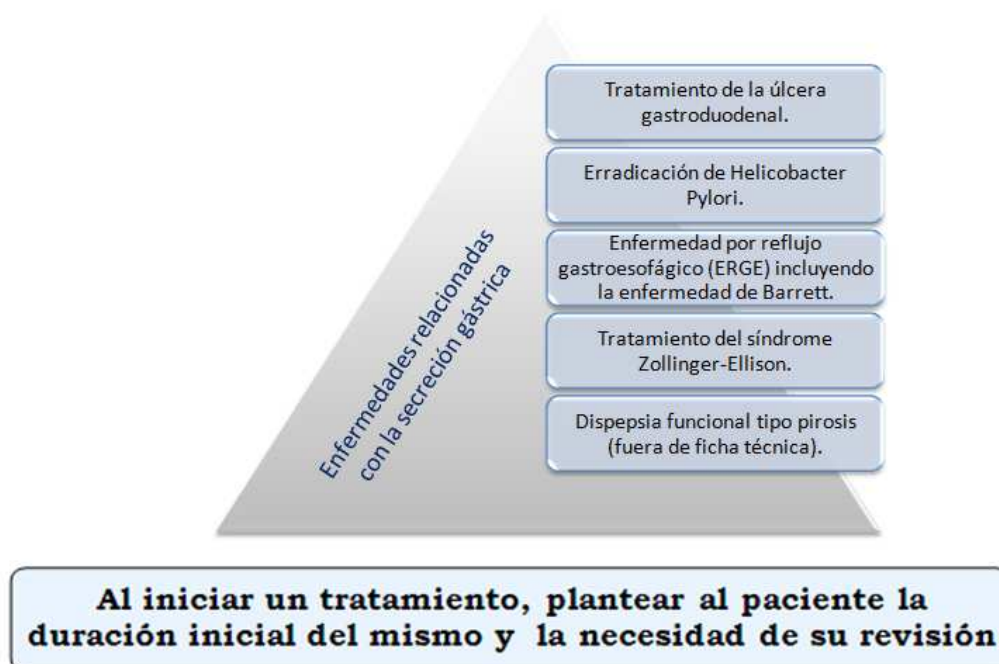 Tratamiento de la úlcera
gastroduodenal.
Erradicación de Helicobacter
Pylori.
Enfermedad por reflujo
gastroesofágico (ERGE) incluyendo
la enfermedad de Barrett.
Tratamiento del síndrome
Zollinger-Ellison.
Dispepsia funcional tipo pirosis
(fuera de ficha técnica).
Enfermedades relacionadas
con la secreción gástrica
Al iniciar un tratamiento, plantear al paciente la
duración inicial del mismo y la necesidad de su revisión